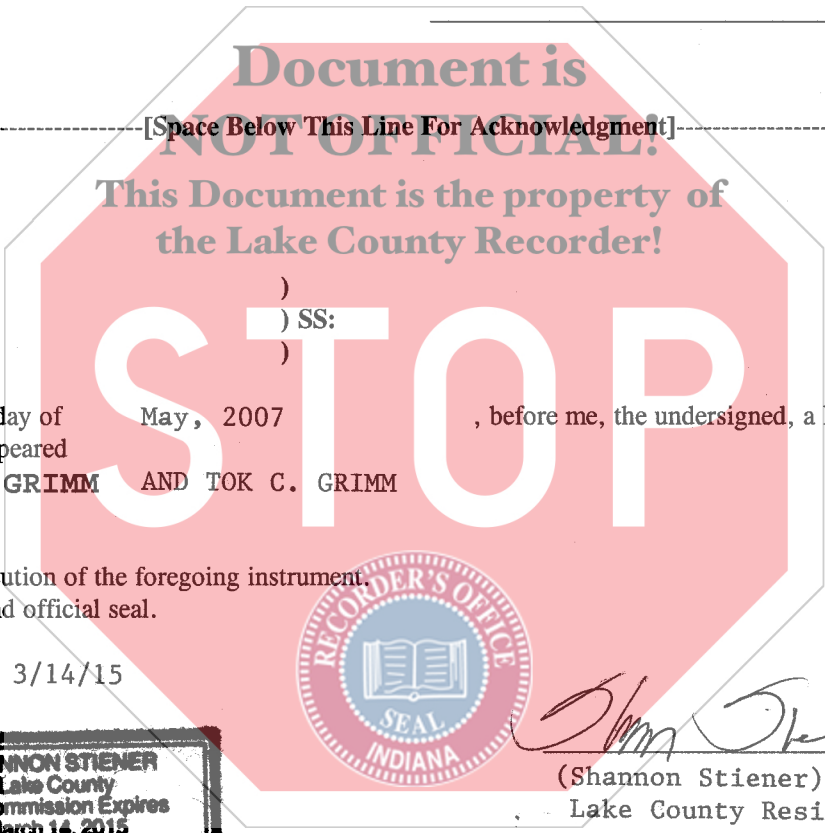 Document is
[Space Below This Line For Acknowledgment]
NOT OFFICIAL!
This Document is the property of
the Lake County Recorder!
)
) SS:
)
STOP
day of May, 2007 , before me, the undersigned, a
peared
GRIMM AND TOK C. GRIMM
ution of the foregoing instrument.
d official seal.
RECORDER'S OFFICE
SEAL
INDIANA
3/14/15
NNON STIENER
Lake County
mmission Expires
arch 14, 2015
(Shannon Stiener)
Lake County Resi